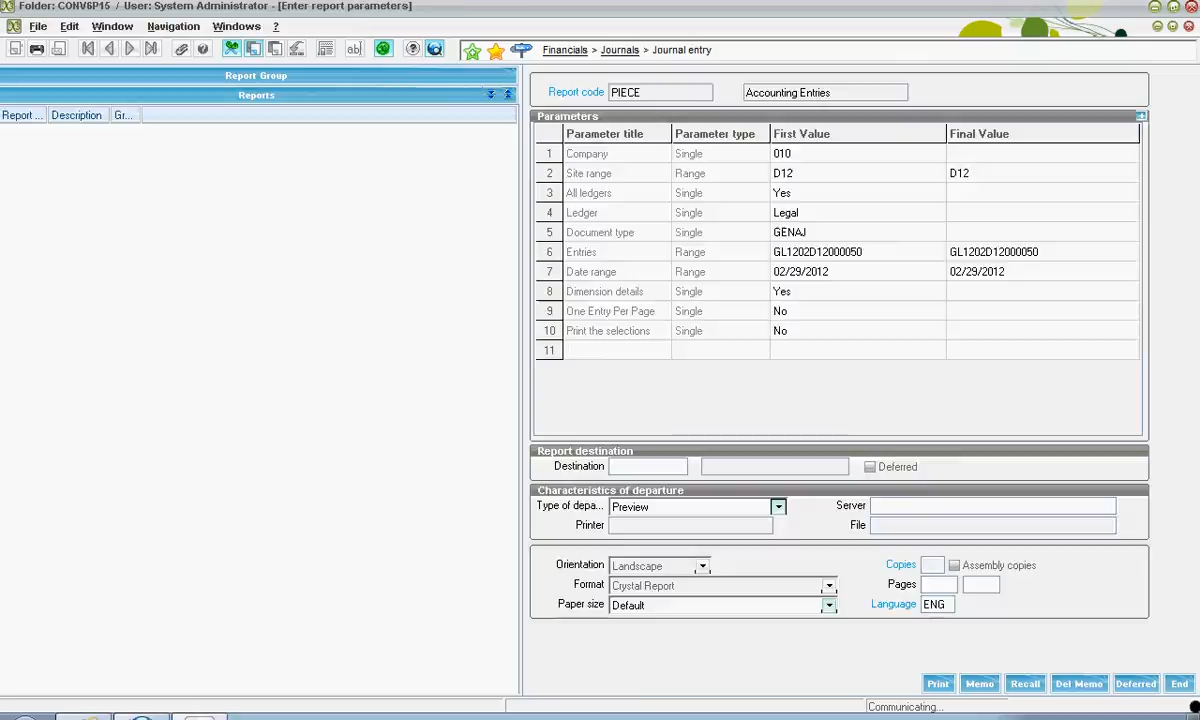 Folder: CONV6P15 / User: System Administrator - [Enter report parameters]
File Edit Window Navigation Windows ?
Financials > Journals > Journal entry
Report Group
Reports
Report ... Description Gr...
Report code PIECE Accounting Entries
Parameters
Parameter title Parameter type First Value Final Value
1 Company Single 010
2 Site range Range D12 D12
3 All ledgers Single Yes
4 Ledger Single Legal
5 Document type Single GENAJ
6 Entries Range GL1202D12000050 GL1202D12000050
7 Date range Range 02/29/2012 02/29/2012
8 Dimension details Single Yes
9 One Entry Per Page Single No
10 Print the selections Single No
11
Report destination
Destination Deferred
Characteristics of departure
Type of depa... Preview Server
Printer File
Orientation Landscape Copies Assembly copies
Format Crystal Report Pages
Paper size Default Language ENG
Print Memo Recall Del Memo Deferred End
Communicating...